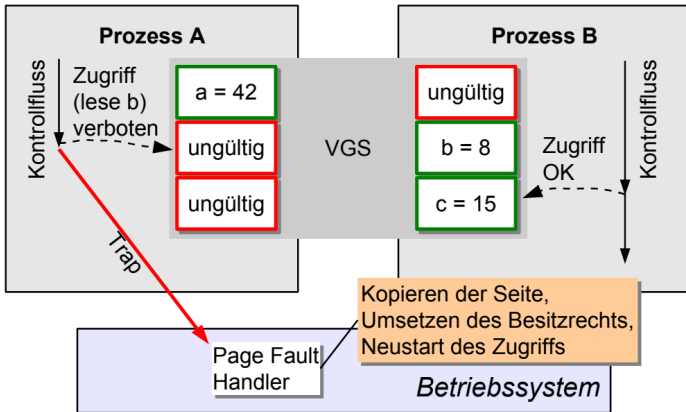 Prozess A
Kontrollfluss
Zugriff
(lese b)
verboten
a = 42
ungültig
ungültig
Trap
VGS
Prozess B
ungültig
b = 8
c = 15
Zugriff
OK
Kontrollfluss
Kopieren der Seite,
Umsetzen des Besitzrechts,
Neustart des Zugriffs
Page Fault
Handler
Betriebssystem